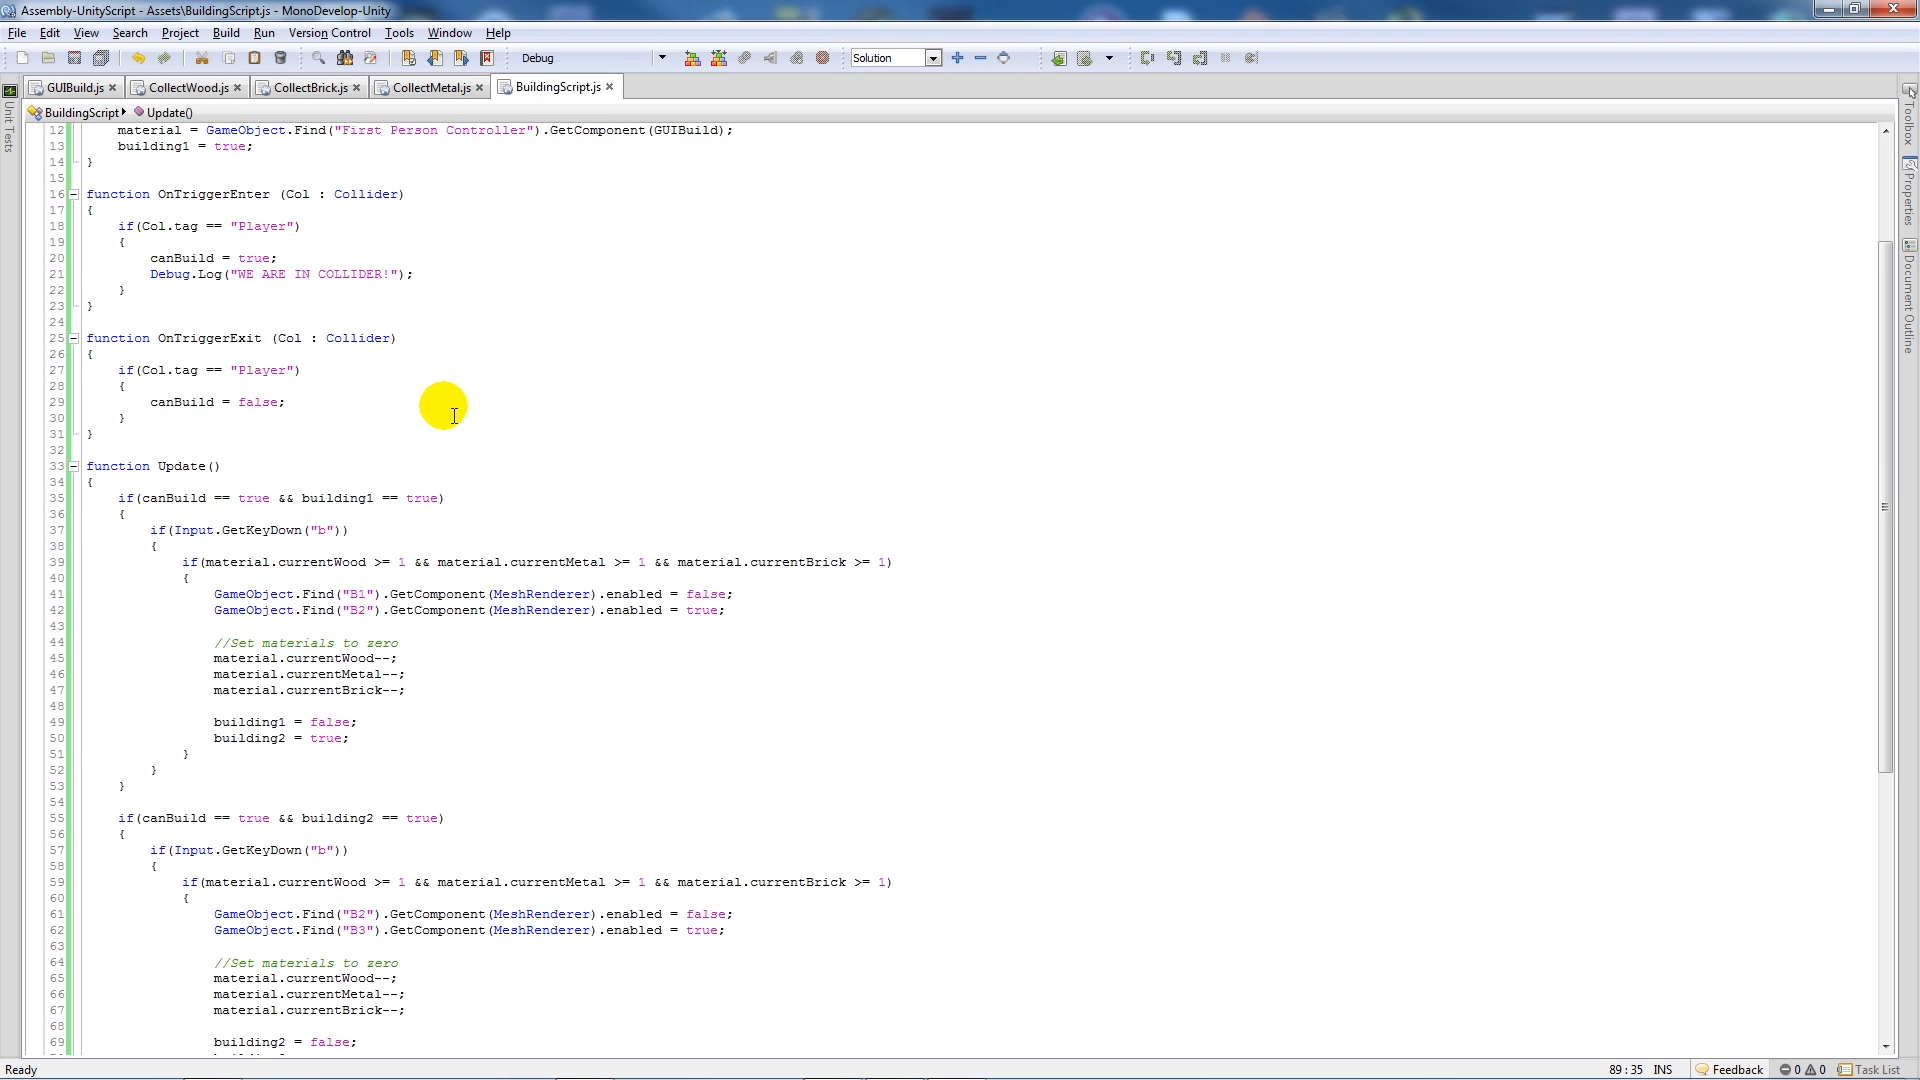 Assembly-UnityScript - Assets\BuildingScript.js - MonoDevelop-Unity
File Edit View Search Project Build Run Version Control Tools Window Help
Debug Solution
GUIBuild.js CollectWood.js CollectBrick.js CollectMetal.js BuildingScript.js
BuildingScript Update()
Unit Tests
Toolbox
Properties
Document Outline
12 material = GameObject.Find("First Person Controller").GetComponent(GUIBuild);
13 building1 = true;
14 }
15
16 function OnTriggerEnter (Col : Collider)
17 {
18 if(Col.tag == "Player")
19 {
20 canBuild = true;
21 Debug.Log("WE ARE IN COLLIDER!");
22 }
23 }
24
25 function OnTriggerExit (Col : Collider)
26 {
27 if(Col.tag == "Player")
28 {
29 canBuild = false;
30 }
31 }
32
33 function Update()
34 {
35 if(canBuild == true && building1 == true)
36 {
37 if(Input.GetKeyDown("b"))
38 {
39 if(material.currentWood >= 1 && material.currentMetal >= 1 && material.currentBrick >= 1)
40 {
41 GameObject.Find("B1").GetComponent(MeshRenderer).enabled = false;
42 GameObject.Find("B2").GetComponent(MeshRenderer).enabled = true;
43
44 //Set materials to zero
45 material.currentWood--;
46 material.currentMetal--;
47 material.currentBrick--;
48
49 building1 = false;
50 building2 = true;
51 }
52 }
53 }
54
55 if(canBuild == true && building2 == true)
56 {
57 if(Input.GetKeyDown("b"))
58 {
59 if(material.currentWood >= 1 && material.currentMetal >= 1 && material.currentBrick >= 1)
60 {
61 GameObject.Find("B2").GetComponent(MeshRenderer).enabled = false;
62 GameObject.Find("B3").GetComponent(MeshRenderer).enabled = true;
63
64 //Set materials to zero
65 material.currentWood--;
66 material.currentMetal--;
67 material.currentBrick--;
68
69 building2 = false;
Ready 89 : 35 INS Feedback 0 0 Task List